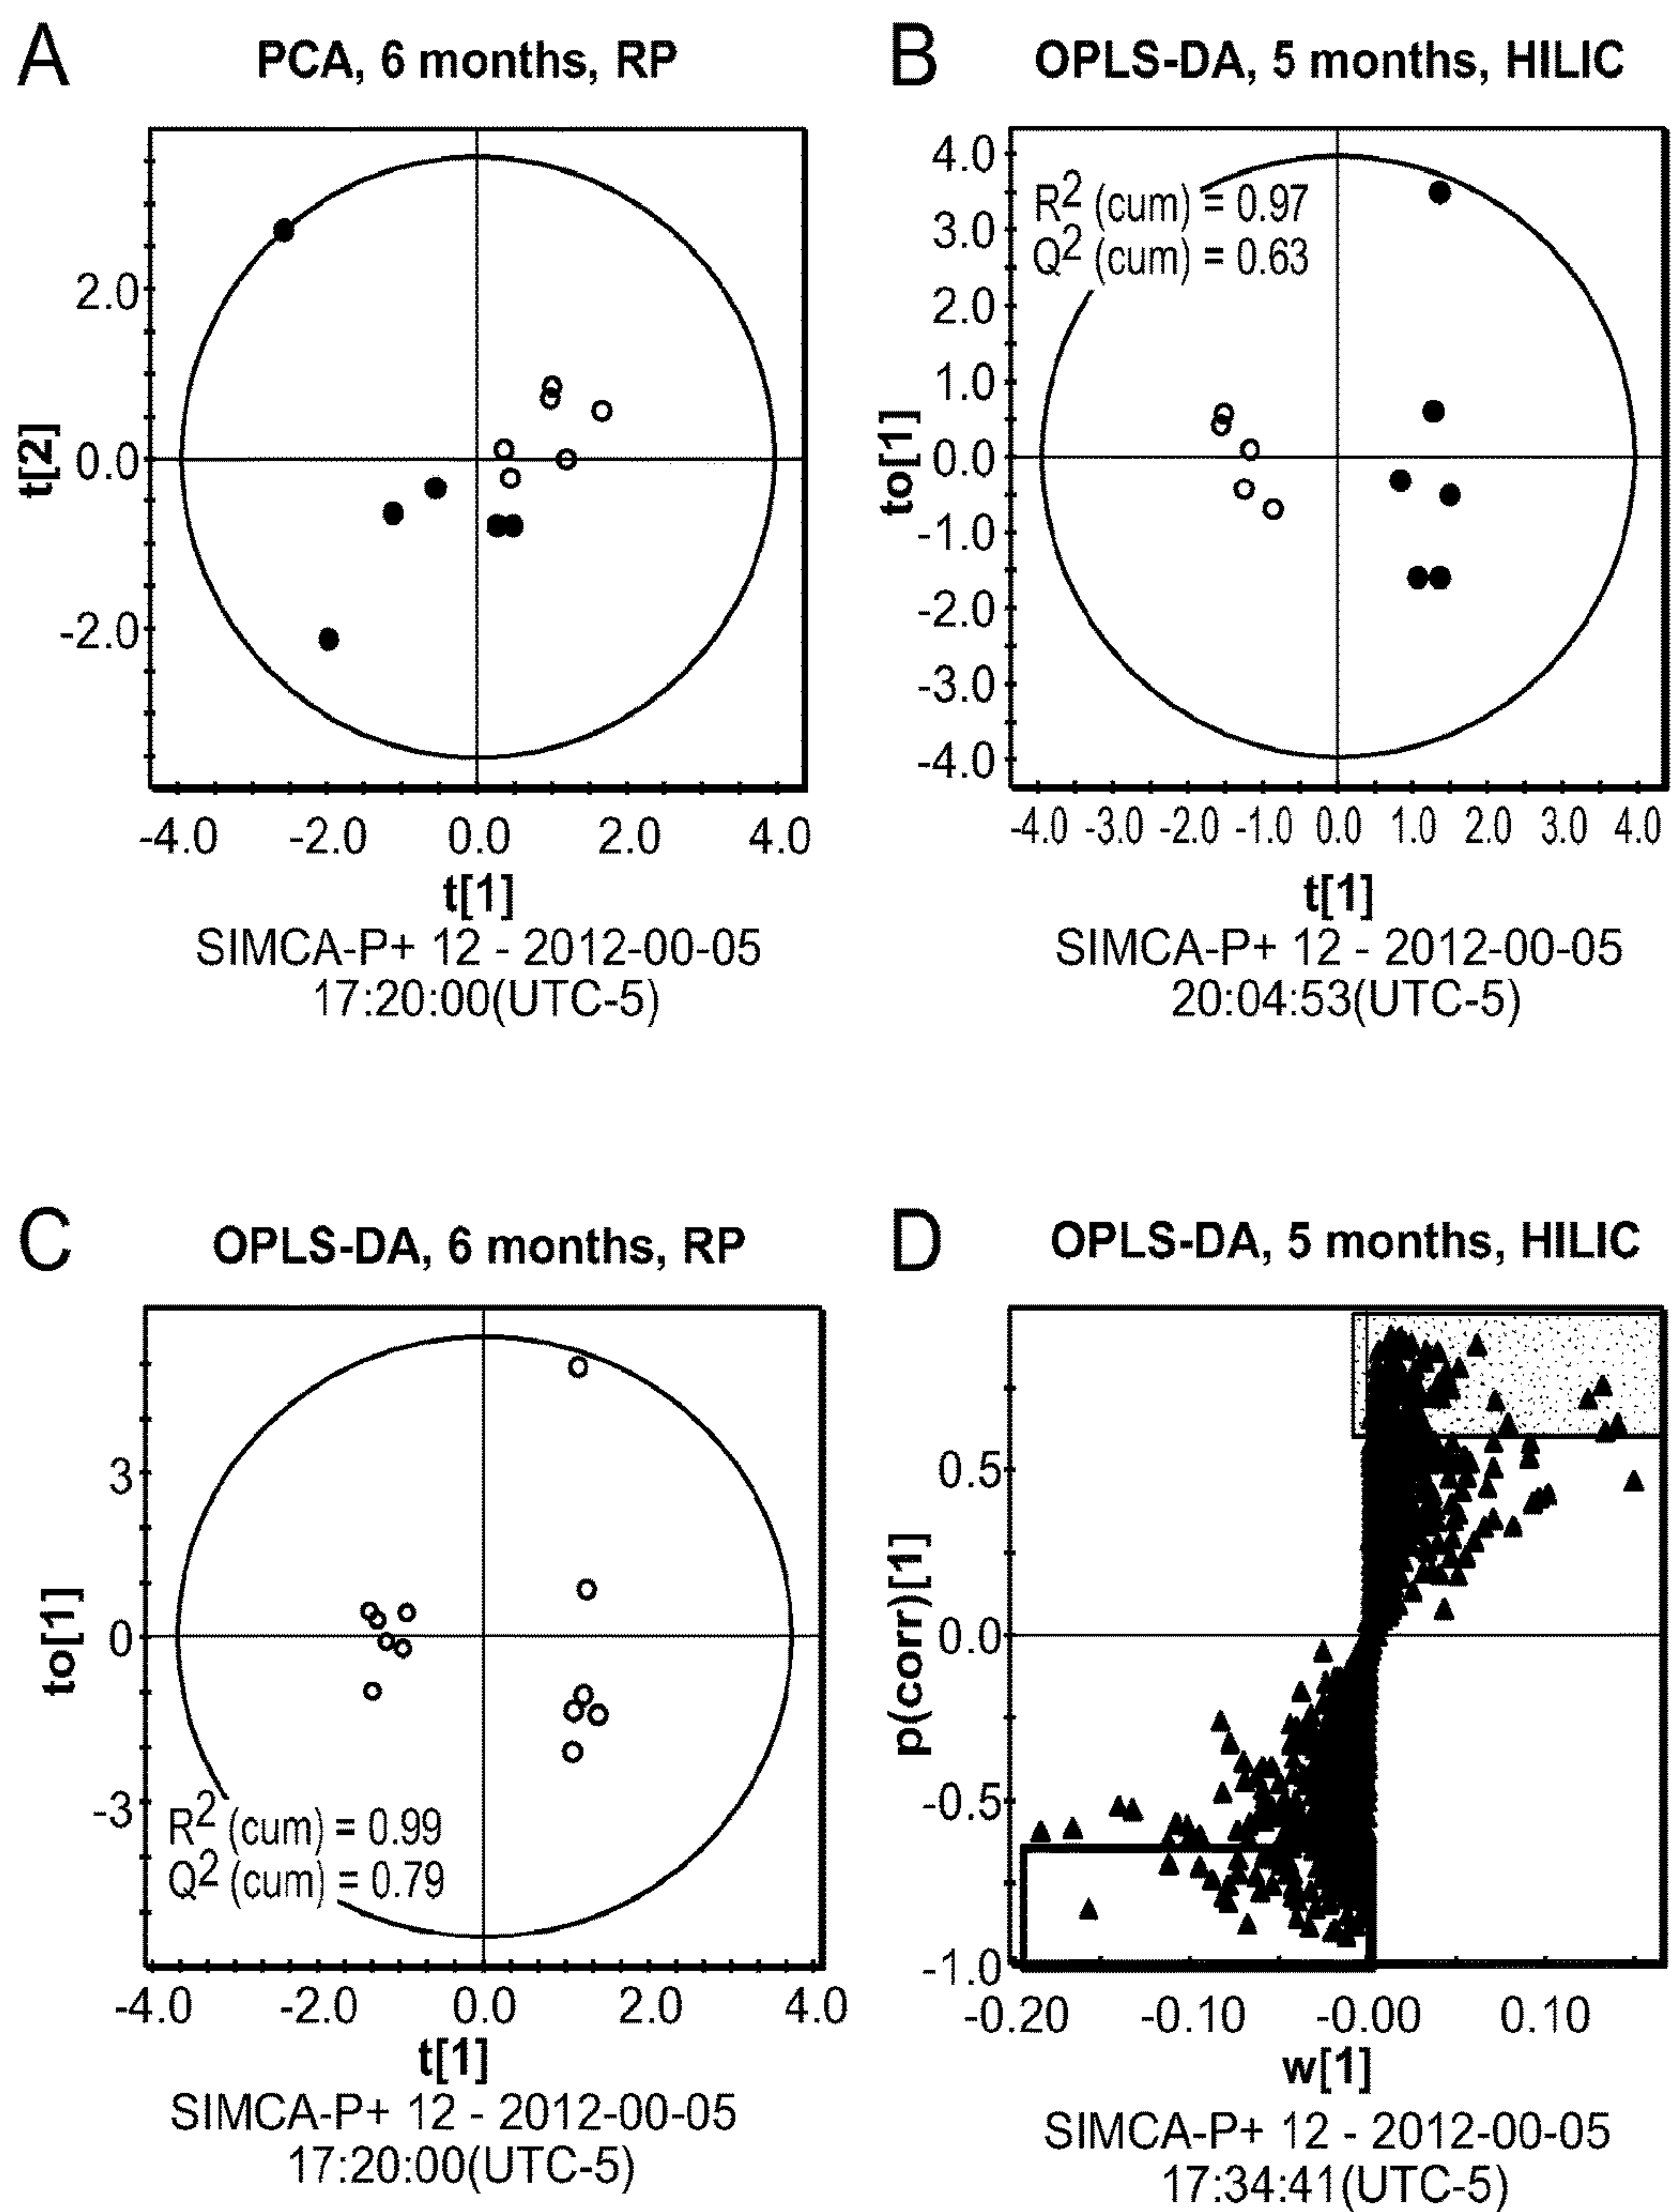 A
PCA, 6 months, RP
t[2]
2.0
0.0
-2.0
-4.0 -2.0 0.0 2.0 4.0
t[1]
SIMCA-P+ 12 - 2012-00-05
17:20:00(UTC-5)
B
OPLS-DA, 5 months, HILIC
R2 (cum) = 0.97
Q2 (cum) = 0.63
to[1]
4.0
3.0
2.0
1.0
0.0
-1.0
-2.0
-3.0
-4.0
-4.0 -3.0 -2.0 -1.0 0.0 1.0 2.0 3.0 4.0
t[1]
SIMCA-P+ 12 - 2012-00-05
20:04:53(UTC-5)
C
OPLS-DA, 6 months, RP
to[1]
3
0
-3
R2 (cum) = 0.99
Q2 (cum) = 0.79
-4.0 -2.0 0.0 2.0 4.0
t[1]
SIMCA-P+ 12 - 2012-00-05
17:20:00(UTC-5)
D
OPLS-DA, 5 months, HILIC
p(corr)[1]
0.5
0.0
-0.5
-1.0
-0.20 -0.10 -0.00 0.10
w[1]
SIMCA-P+ 12 - 2012-00-05
17:34:41(UTC-5)